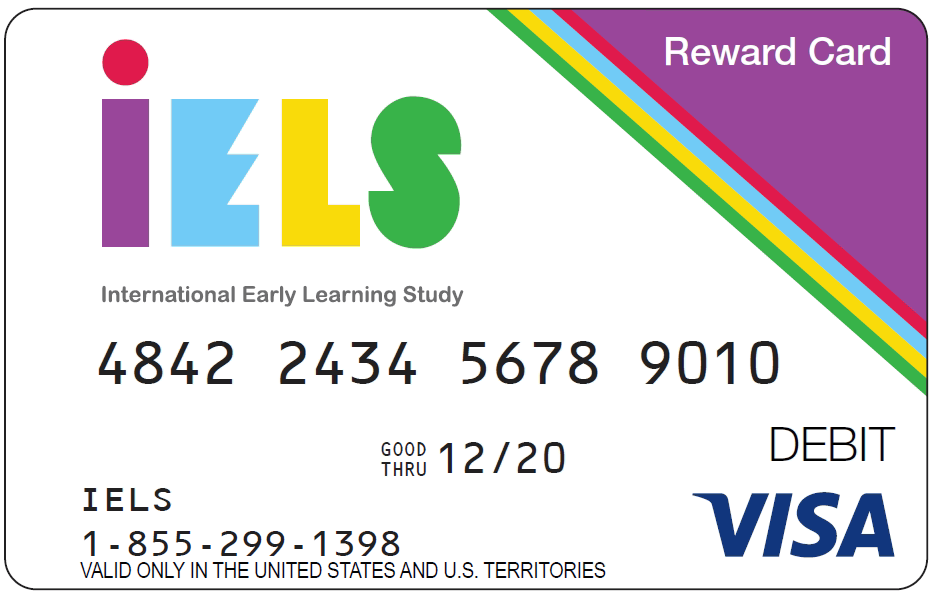 Reward Card
iELS
International Early Learning Study
4842 2434 5678 9010
GOOD THRU 12/20
DEBIT
IELS
1-855-299-1398
VISA
VALID ONLY IN THE UNITED STATES AND U.S. TERRITORIES